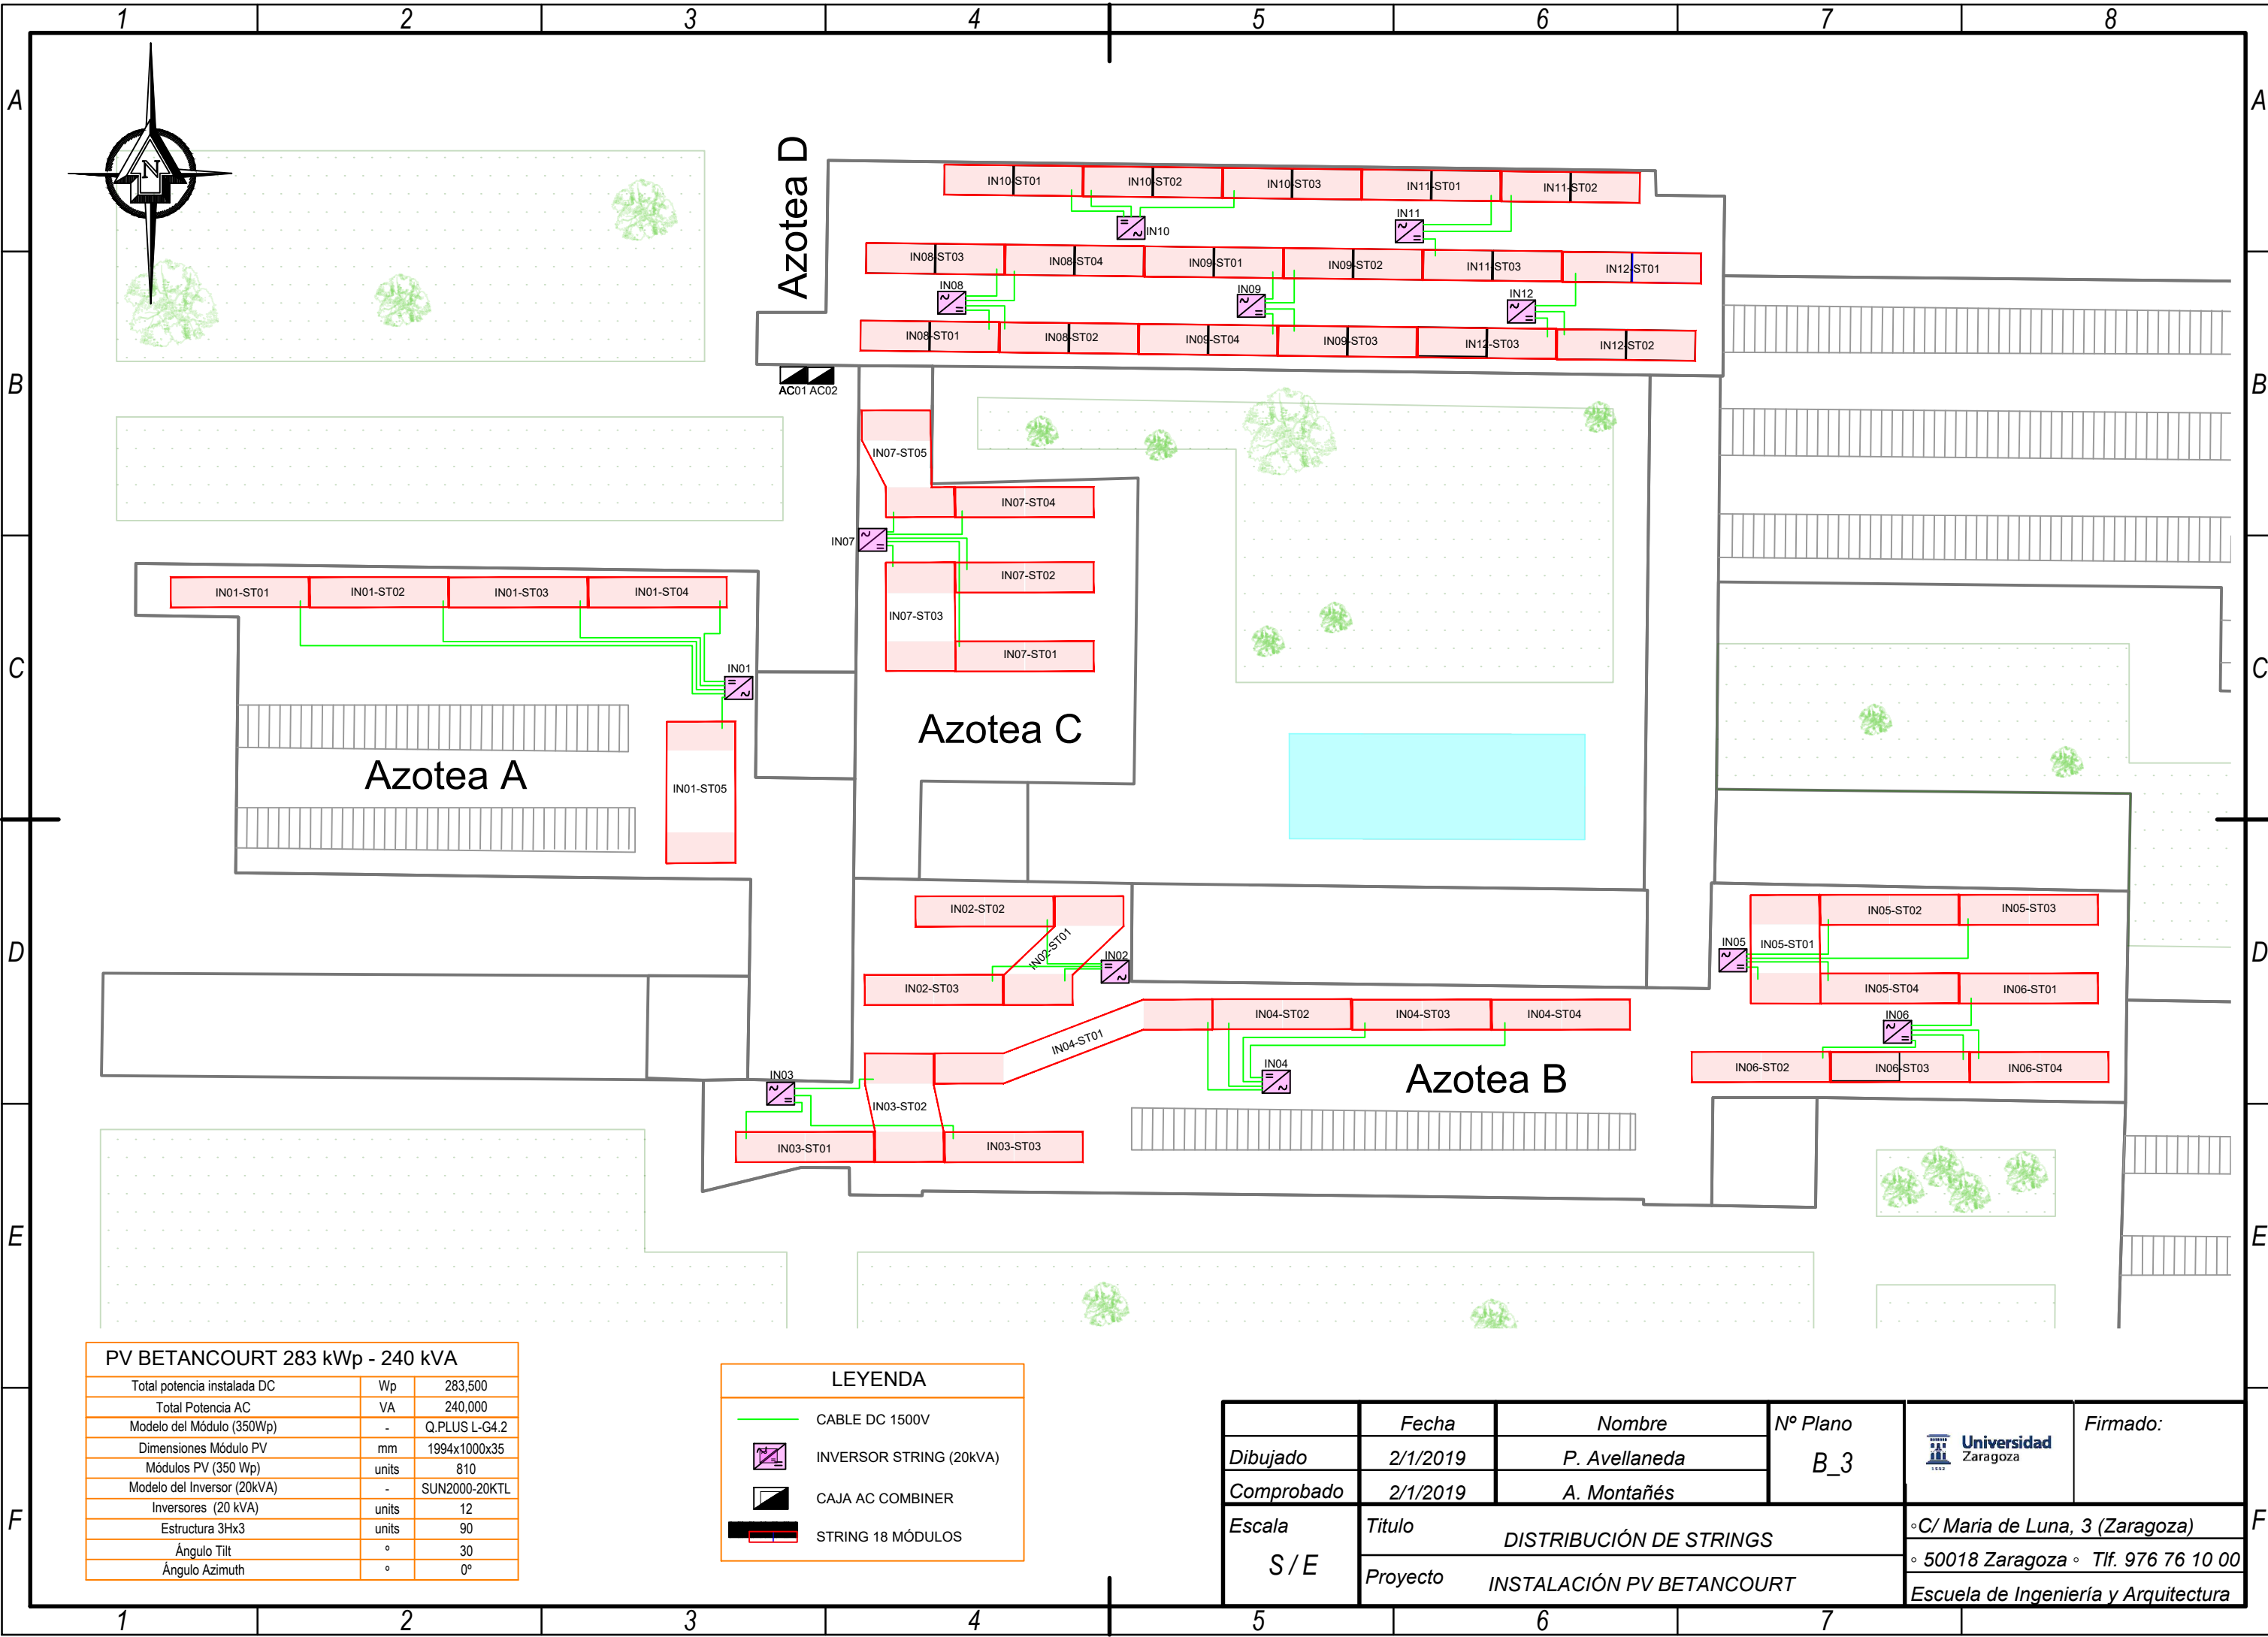 1 2 3 4 5 6 7 8
A A
B B
C C
D D
E E
F F
N
Azotea D
IN10-ST01 IN10-ST02 IN10-ST03 IN11-ST01 IN11-ST02
IN10
IN11
IN08-ST03 IN08-ST04 IN09-ST01 IN09-ST02 IN11-ST03 IN12-ST01
IN08 IN09 IN12
IN08-ST01 IN08-ST02 IN09-ST04 IN09-ST03 IN12-ST03 IN12-ST02
AC01 AC02
IN07-ST05
IN07-ST04
IN07
IN07-ST02
IN07-ST03
IN07-ST01
Azotea C
IN01-ST01 IN01-ST02 IN01-ST03 IN01-ST04
IN01
Azotea A
IN01-ST05
IN02-ST02
IN02-ST01
IN02
IN02-ST03
IN05-ST02 IN05-ST03
IN05
IN05-ST01
IN05-ST04 IN06-ST01
IN06
IN06-ST02 IN06-ST03 IN06-ST04
IN04-ST02 IN04-ST03 IN04-ST04
IN04-ST01
IN04
Azotea B
IN03
IN03-ST02
IN03-ST01 IN03-ST03
PV BETANCOURT 283 kWp - 240 kVA
Total potencia instalada DC Wp 283,500
Total Potencia AC VA 240,000
Modelo del Módulo (350Wp) - Q.PLUS L-G4.2
Dimensiones Módulo PV mm 1994x1000x35
Módulos PV (350 Wp) units 810
Modelo del Inversor (20kVA) - SUN2000-20KTL
Inversores (20 kVA) units 12
Estructura 3Hx3 units 90
Ángulo Tilt º 30
Ángulo Azimuth º 0º
LEYENDA
CABLE DC 1500V
INVERSOR STRING (20kVA)
CAJA AC COMBINER
STRING 18 MÓDULOS
Fecha Nombre Nº Plano
Dibujado 2/1/2019 P. Avellaneda B_3
Comprobado 2/1/2019 A. Montañés
Universidad
Zaragoza
1542
Firmado:
Escala
S / E
Titulo DISTRIBUCIÓN DE STRINGS
Proyecto INSTALACIÓN PV BETANCOURT
◦C/ Maria de Luna, 3 (Zaragoza)
◦ 50018 Zaragoza ◦ Tlf. 976 76 10 00
Escuela de Ingeniería y Arquitectura
1 2 3 4 5 6 7 8